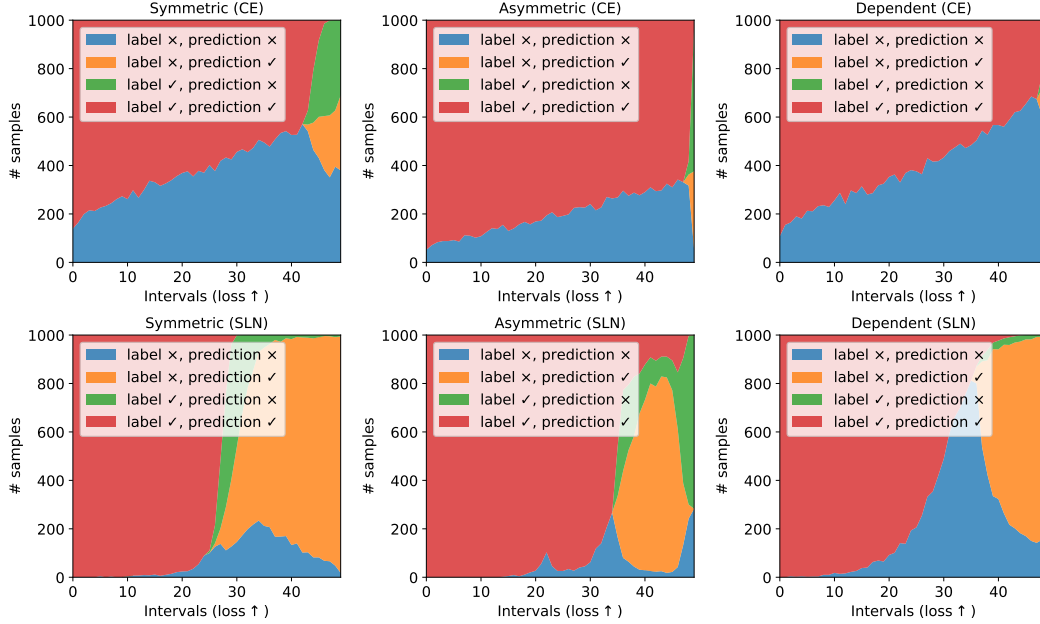 Symmetric (CE)
1000
800
600
400
200
0
# samples
label ×, prediction ×
label ×, prediction ✓
label ✓, prediction ×
label ✓, prediction ✓
0 10 20 30 40
Intervals (loss ↑)
Asymmetric (CE)
1000
800
600
400
200
0
# samples
label ×, prediction ×
label ×, prediction ✓
label ✓, prediction ×
label ✓, prediction ✓
0 10 20 30 40
Intervals (loss ↑)
Dependent (CE)
1000
800
600
400
200
0
# samples
label ×, prediction ×
label ×, prediction ✓
label ✓, prediction ×
label ✓, prediction ✓
0 10 20 30 40
Intervals (loss ↑)
Symmetric (SLN)
1000
800
600
400
200
0
# samples
label ×, prediction ×
label ×, prediction ✓
label ✓, prediction ×
label ✓, prediction ✓
0 10 20 30 40
Intervals (loss ↑)
Asymmetric (SLN)
1000
800
600
400
200
0
# samples
label ×, prediction ×
label ×, prediction ✓
label ✓, prediction ×
label ✓, prediction ✓
0 10 20 30 40
Intervals (loss ↑)
Dependent (SLN)
1000
800
600
400
200
0
# samples
label ×, prediction ×
label ×, prediction ✓
label ✓, prediction ×
label ✓, prediction ✓
0 10 20 30 40
Intervals (loss ↑)